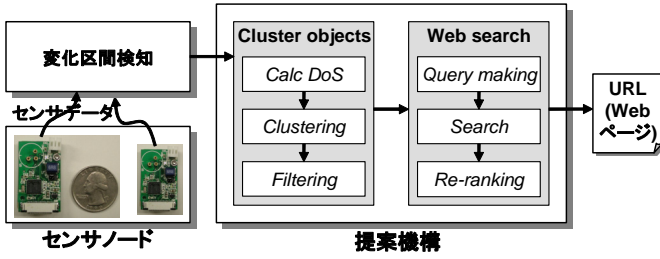 変化区間検知
センサデータ
センサノード
Cluster objects
Calc DoS
Clustering
Filtering
Web search
Query making
Search
Re-ranking
提案機構
URL
(Web
ページ)